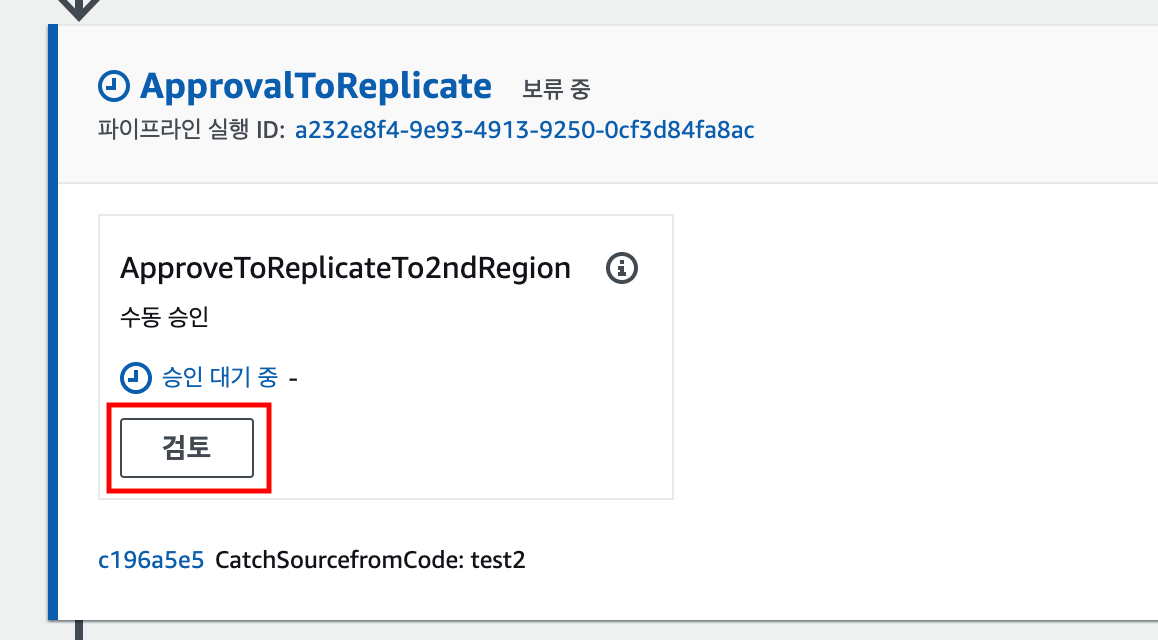 ApprovalToReplicate 보류 중
파이프라인 실행 ID: a232e8f4-9e93-4913-9250-0cf3d84fa8ac
ApproveToReplicateTo2ndRegion
수동 승인
승인 대기 중 -
검토
c196a5e5 CatchSourcefromCode: test2